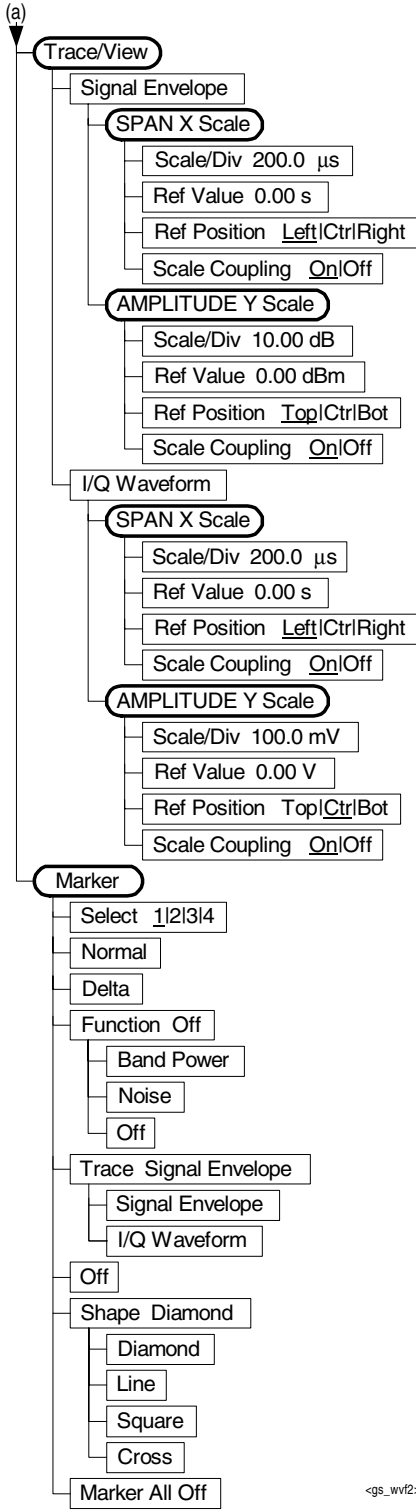 (a)
Trace/View
Signal Envelope
SPAN X Scale
Scale/Div 200.0 µs
Ref Value 0.00 s
Ref Position Left|Ctr|Right
Scale Coupling On|Off
AMPLITUDE Y Scale
Scale/Div 10.00 dB
Ref Value 0.00 dBm
Ref Position Top|Ctr|Bot
Scale Coupling On|Off
I/Q Waveform
SPAN X Scale
Scale/Div 200.0 µs
Ref Value 0.00 s
Ref Position Left|Ctr|Right
Scale Coupling On|Off
AMPLITUDE Y Scale
Scale/Div 100.0 mV
Ref Value 0.00 V
Ref Position Top|Ctr|Bot
Scale Coupling On|Off
Marker
Select 1|2|3|4
Normal
Delta
Function Off
Band Power
Noise
Off
Trace Signal Envelope
Signal Envelope
I/Q Waveform
Off
Shape Diamond
Diamond
Line
Square
Cross
Marker All Off
<gs_wvf2>